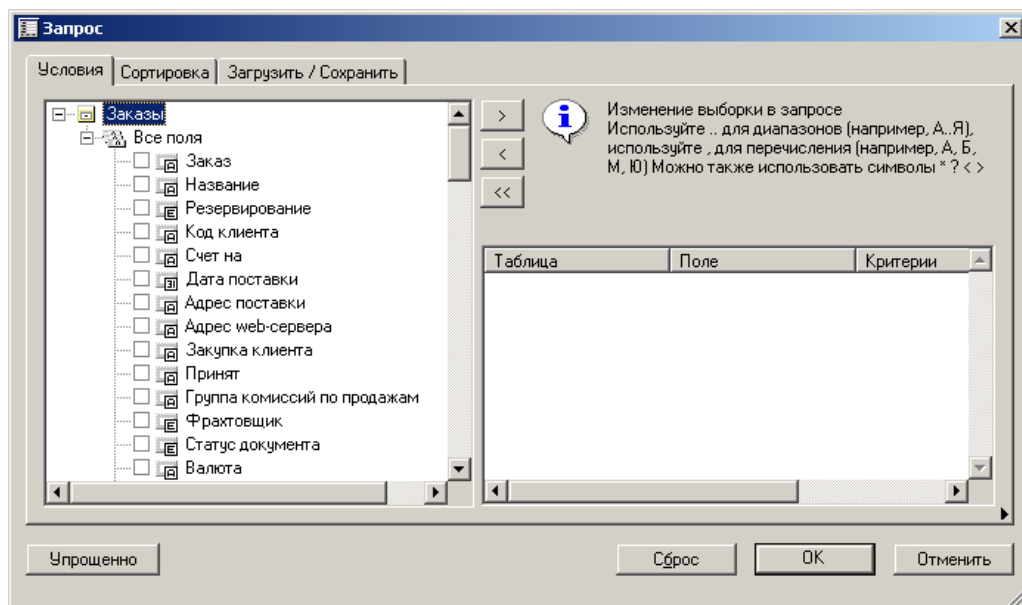 Запрос
Условия
Сортировка
Загрузить / Сохранить
Заказы
Все поля
Заказ
Название
Резервирование
Код клиента
Счет на
Дата поставки
Адрес поставки
Адрес web-сервера
Закупка клиента
Принят
Группа комиссий по продажам
Фрахтовщик
Статус документа
Валюта
>
<
<<
Изменение выборки в запросе
Используйте .. для диапазонов (например, А..Я),
используйте , для перечисления (например, А, Б,
М, Ю) Можно также использовать символы * ? < >
Таблица
Поле
Критерии
Упрощенно
Сброс
OK
Отменить